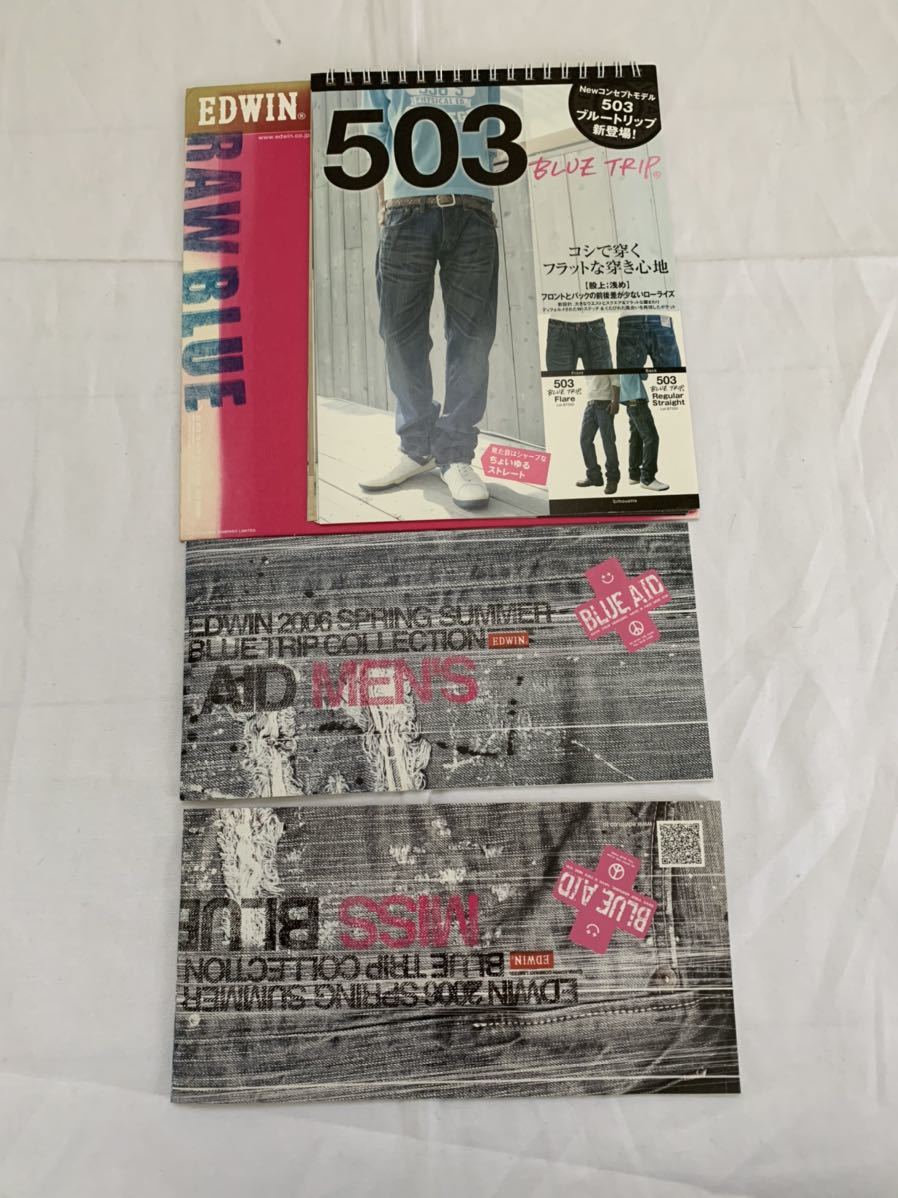 EDWIN®
www.edwin.co.jp
RAW BLUE
503
BLUE TRIP®
Newコンセプトモデル
503
ブルートリップ
新登場!
コシで穿く
フラットな穿き心地
【股上:浅め】
フロントとバックの前後差が少ないローライズ
Front
Back
503
BLUE TRIP
Flare
503
BLUE TRIP
Regular
Straight
Silhouette
見た目はシャープな
ちょいゆる
ストレート
EDWIN 2006 SPRING SUMMER
BLUE TRIP COLLECTION
EDWIN.
AID MEN'S
BLUE AID
BLUE AID
MISS BLUE
BLUE TRIP COLLECTION
EDWIN.
EDWIN 2006 SPRING SUMMER